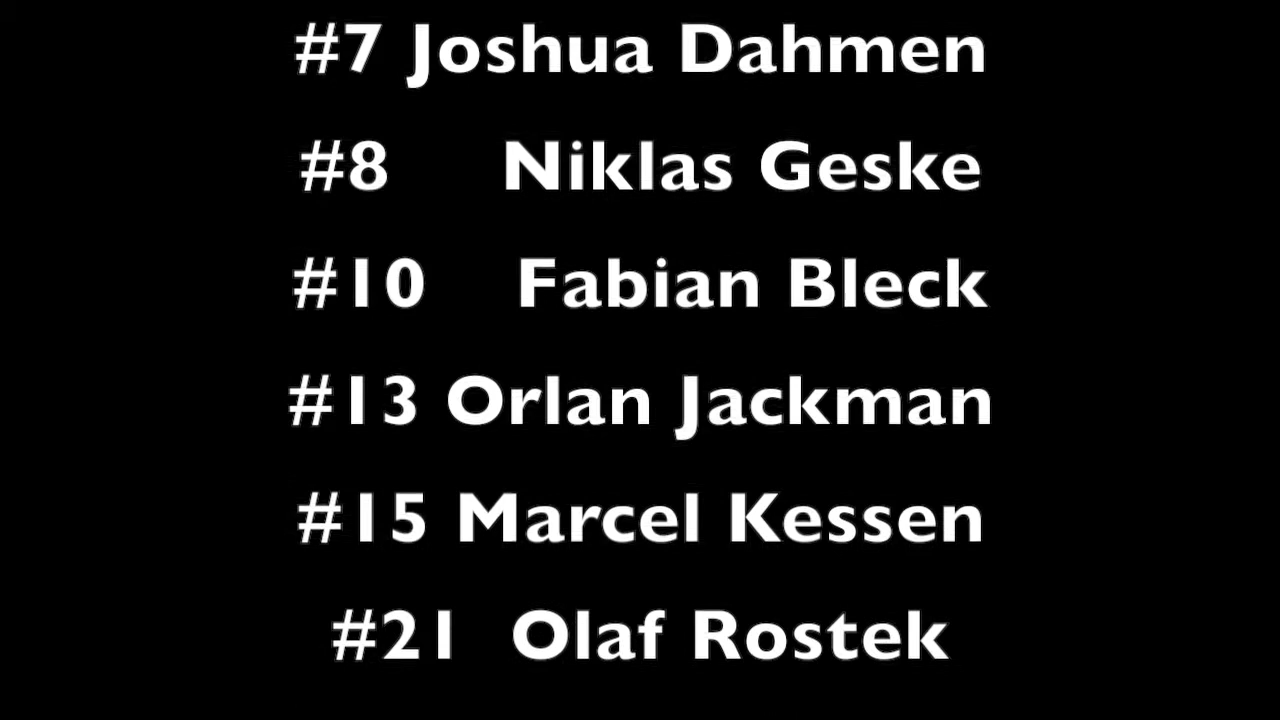 #7 Joshua Dahmen
#8 Niklas Geske
#10 Fabian Bleck
#13 Orlan Jackman
#15 Marcel Kessen
#21 Olaf Rostek